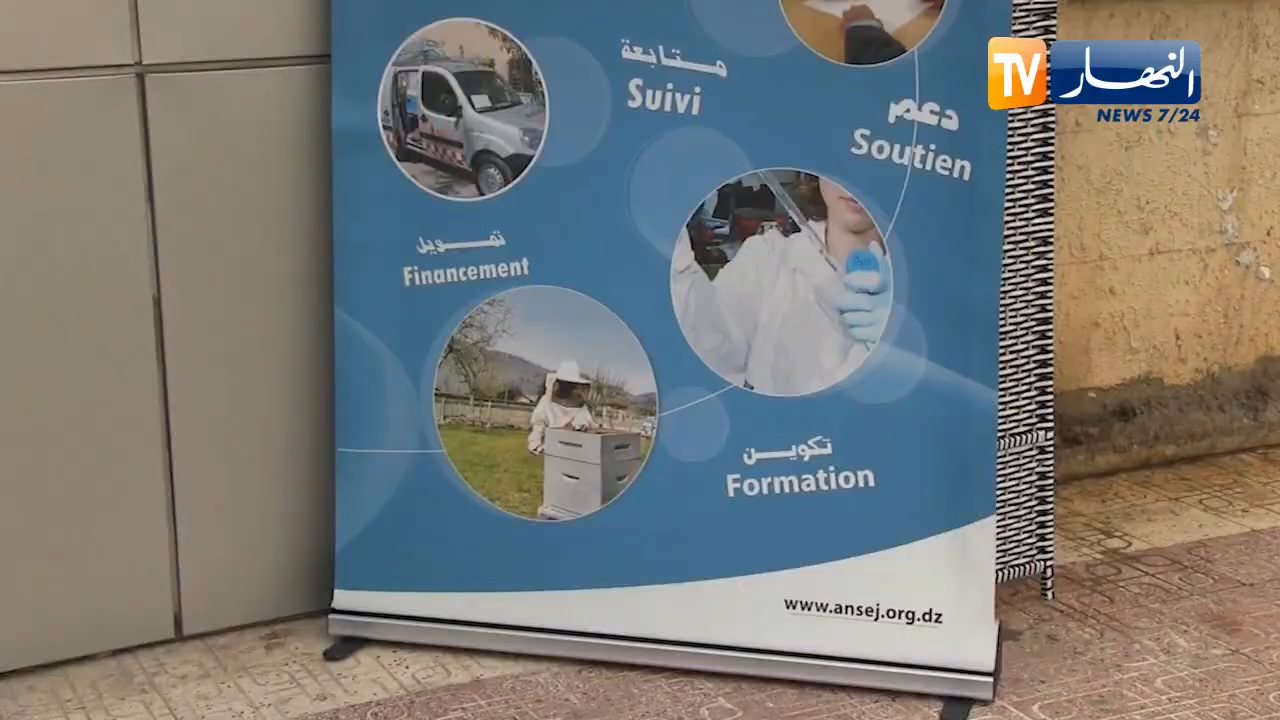 متابعة
Suivi
دعم
Soutien
تمويل
Financement
تكوين
Formation
www.ansej.org.dz
النهار TV
NEWS 7/24